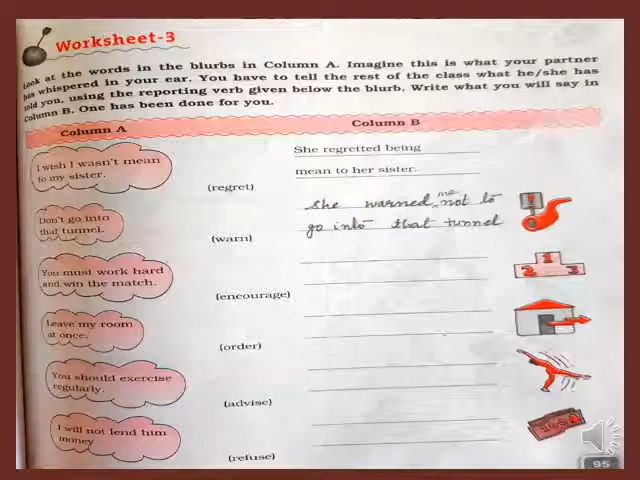 Worksheet-3
Look at the words in the blurbs in Column A. Imagine this is what your partner
has whispered in your ear. You have to tell the rest of the class what he/she has
told you, using the reporting verb given below the blurb. Write what you will say in
Column B. One has been done for you.
Column A
Column B
I wish I wasn't mean
to my sister.
(regret)
She regretted being
mean to her sister.
Don't go into
that tunnel.
(warn)
She warned me not to
go into that tunnel
You must work hard
and win the match.
(encourage)
1
2 3
Leave my room
at once.
(order)
You should exercise
regularly.
(advise)
I will not lend him
money
(refuse)
95